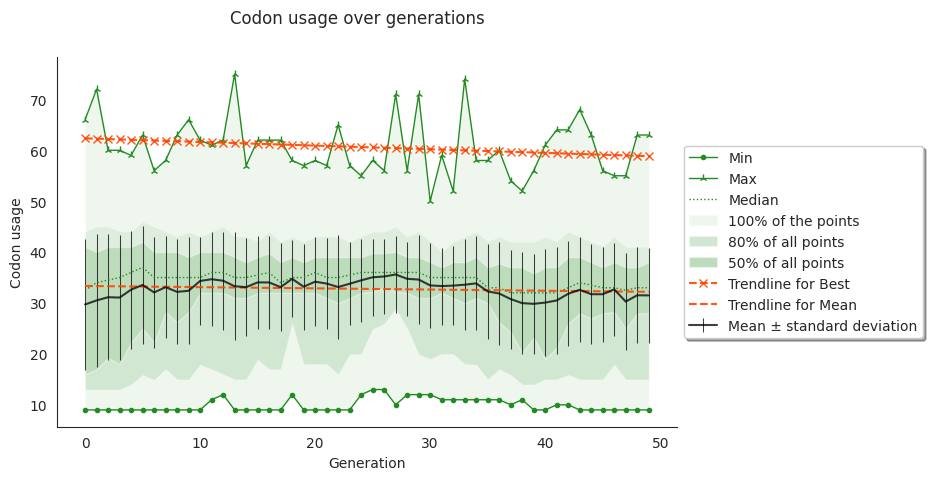 Codon usage over generations
Codon usage
70
60
50
40
30
20
10
0
10
20
30
40
50
Generation
Min
Max
Median
100% of the points
80% of all points
50% of all points
Trendline for Best
Trendline for Mean
Mean ± standard deviation